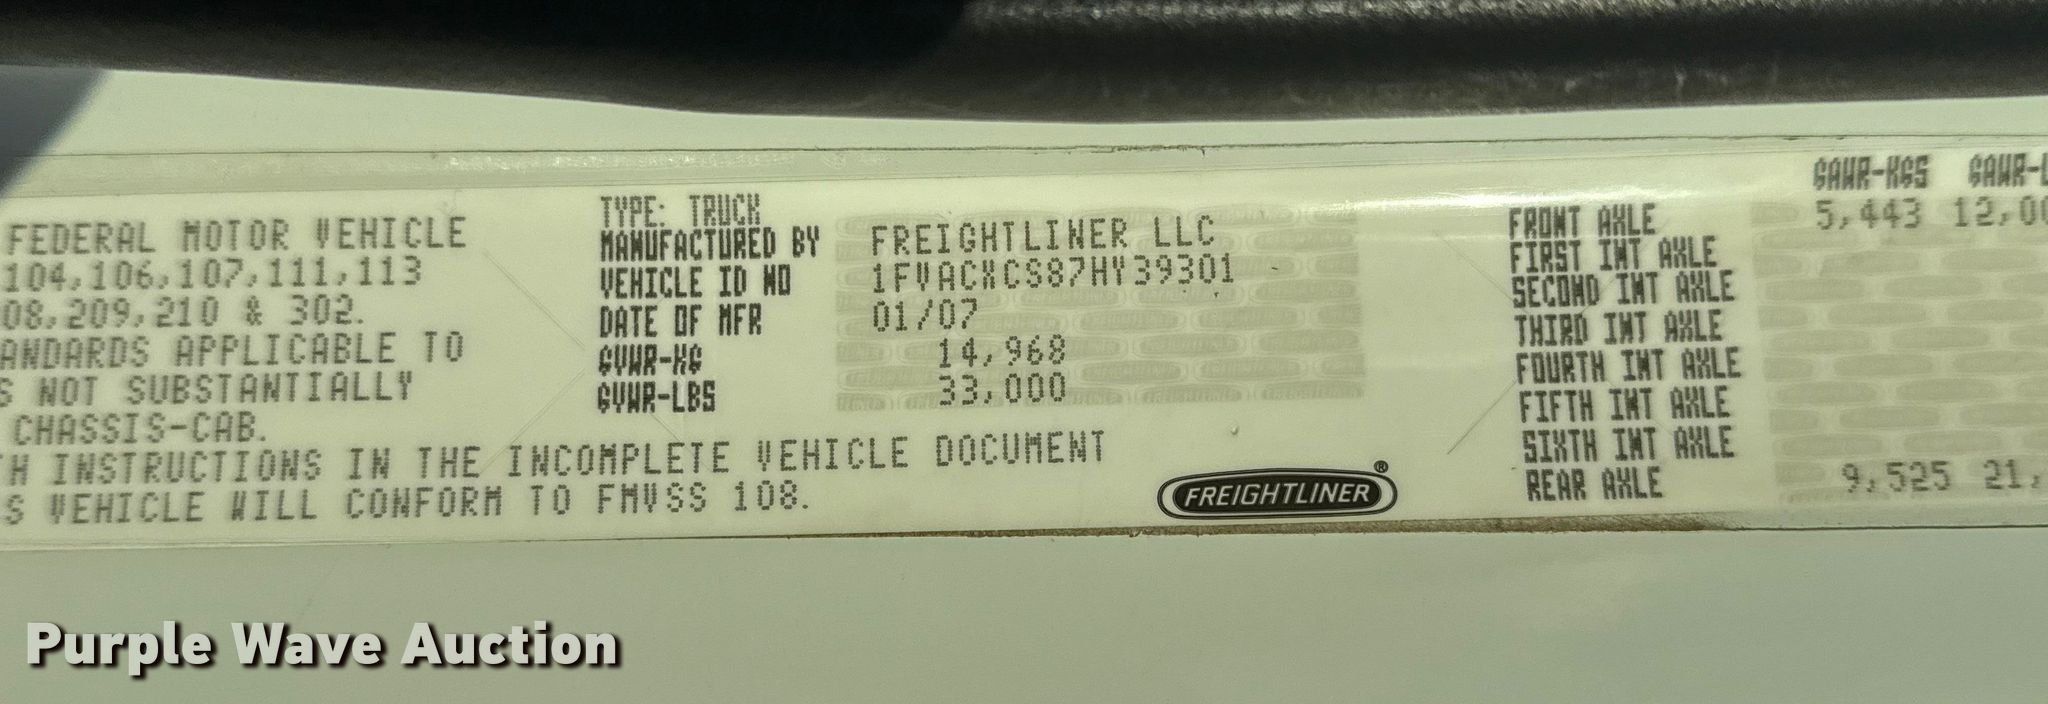 FEDERAL MOTOR VEHICLE
104,106,107,111,113
08,209,210 & 302.
ANDARDS APPLICABLE TO
S NOT SUBSTANTIALLY
CHASSIS-CAB.
TH INSTRUCTIONS IN THE INCOMPLETE VEHICLE DOCUMENT
S VEHICLE WILL CONFORM TO FMVSS 108.
TYPE: TRUCK
MANUFACTURED BY FREIGHTLINER LLC
VEHICLE ID NO 1FVACXCS87HY39301
DATE OF MFR 01/07
GVWR-KG 14,968
GVWR-LBS 33,000
FREIGHTLINER®
GAWR-KGS GAWR-L
FRONT AXLE 5,443 12,00
FIRST INT AXLE
SECOND INT AXLE
THIRD INT AXLE
FOURTH INT AXLE
FIFTH INT AXLE
SIXTH INT AXLE
REAR AXLE 9,525 21,
Purple Wave Auction